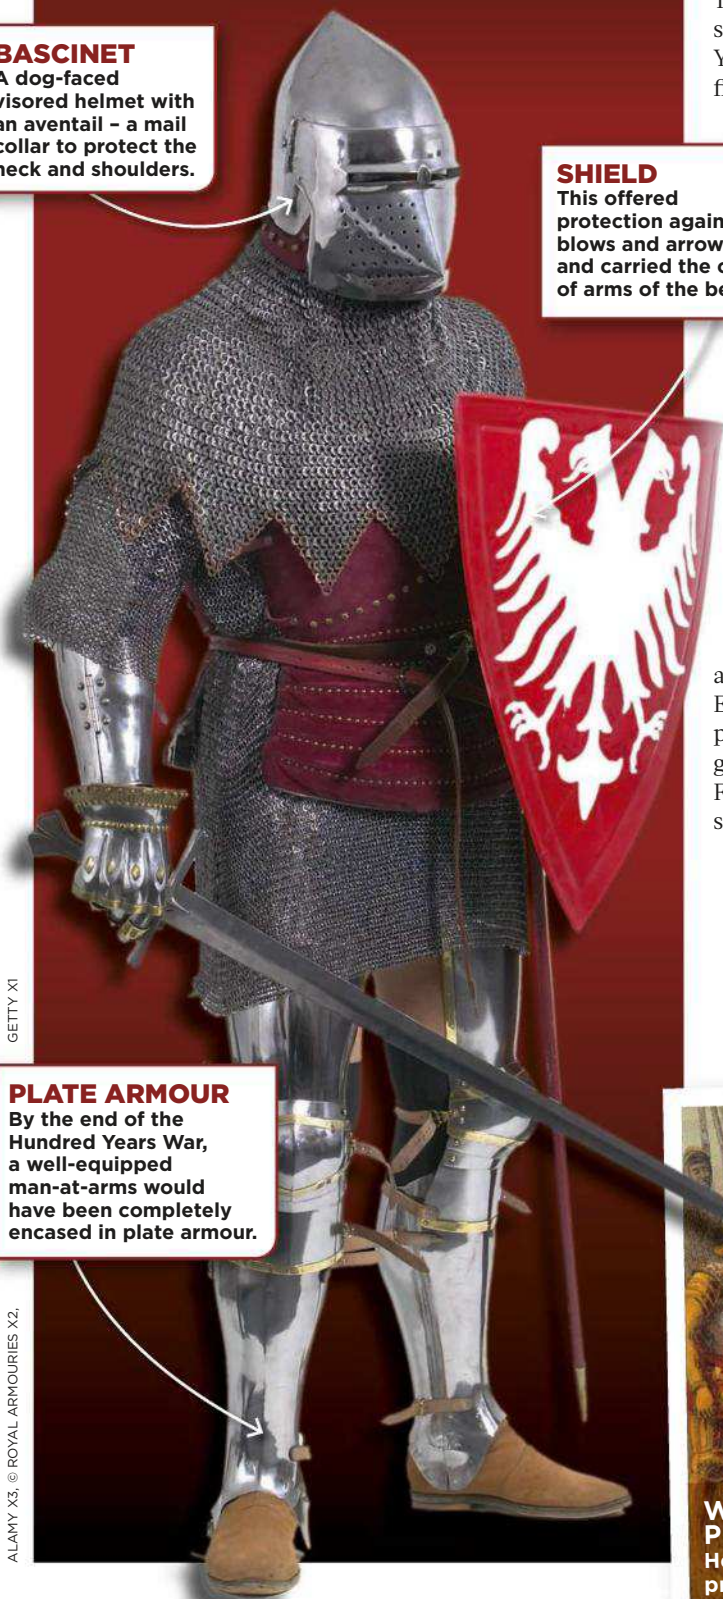 BASCINET
A dog-faced
visored helmet with
an aventail – a mail
collar to protect the
neck and shoulders.
SHIELD
This offered
protection
blows and
and carried the
of arms of the
PLATE ARMOUR
By the end of the
Hundred Years War,
a well-equipped
man-at-arms would
have been completely
encased in plate armour.
GETTY X1
ALAMY X3, © ROYAL ARMOURIES X2,